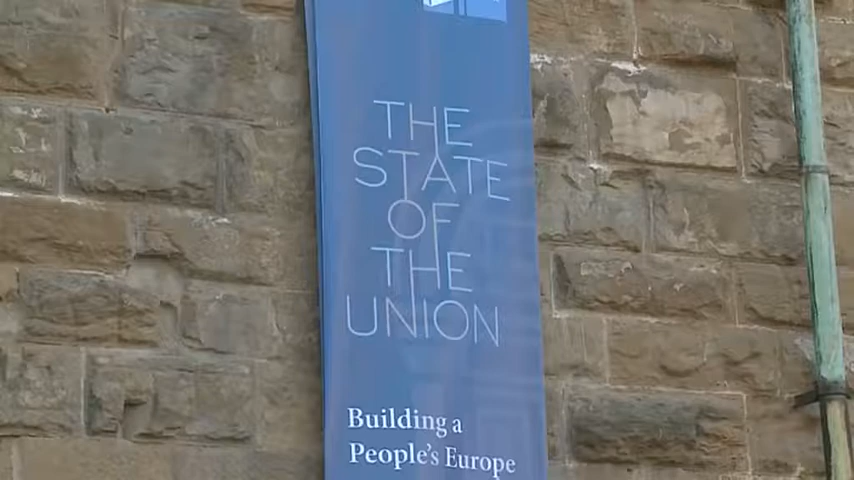 THE
STATE
OF
THE
UNION
Building a
People's Europe